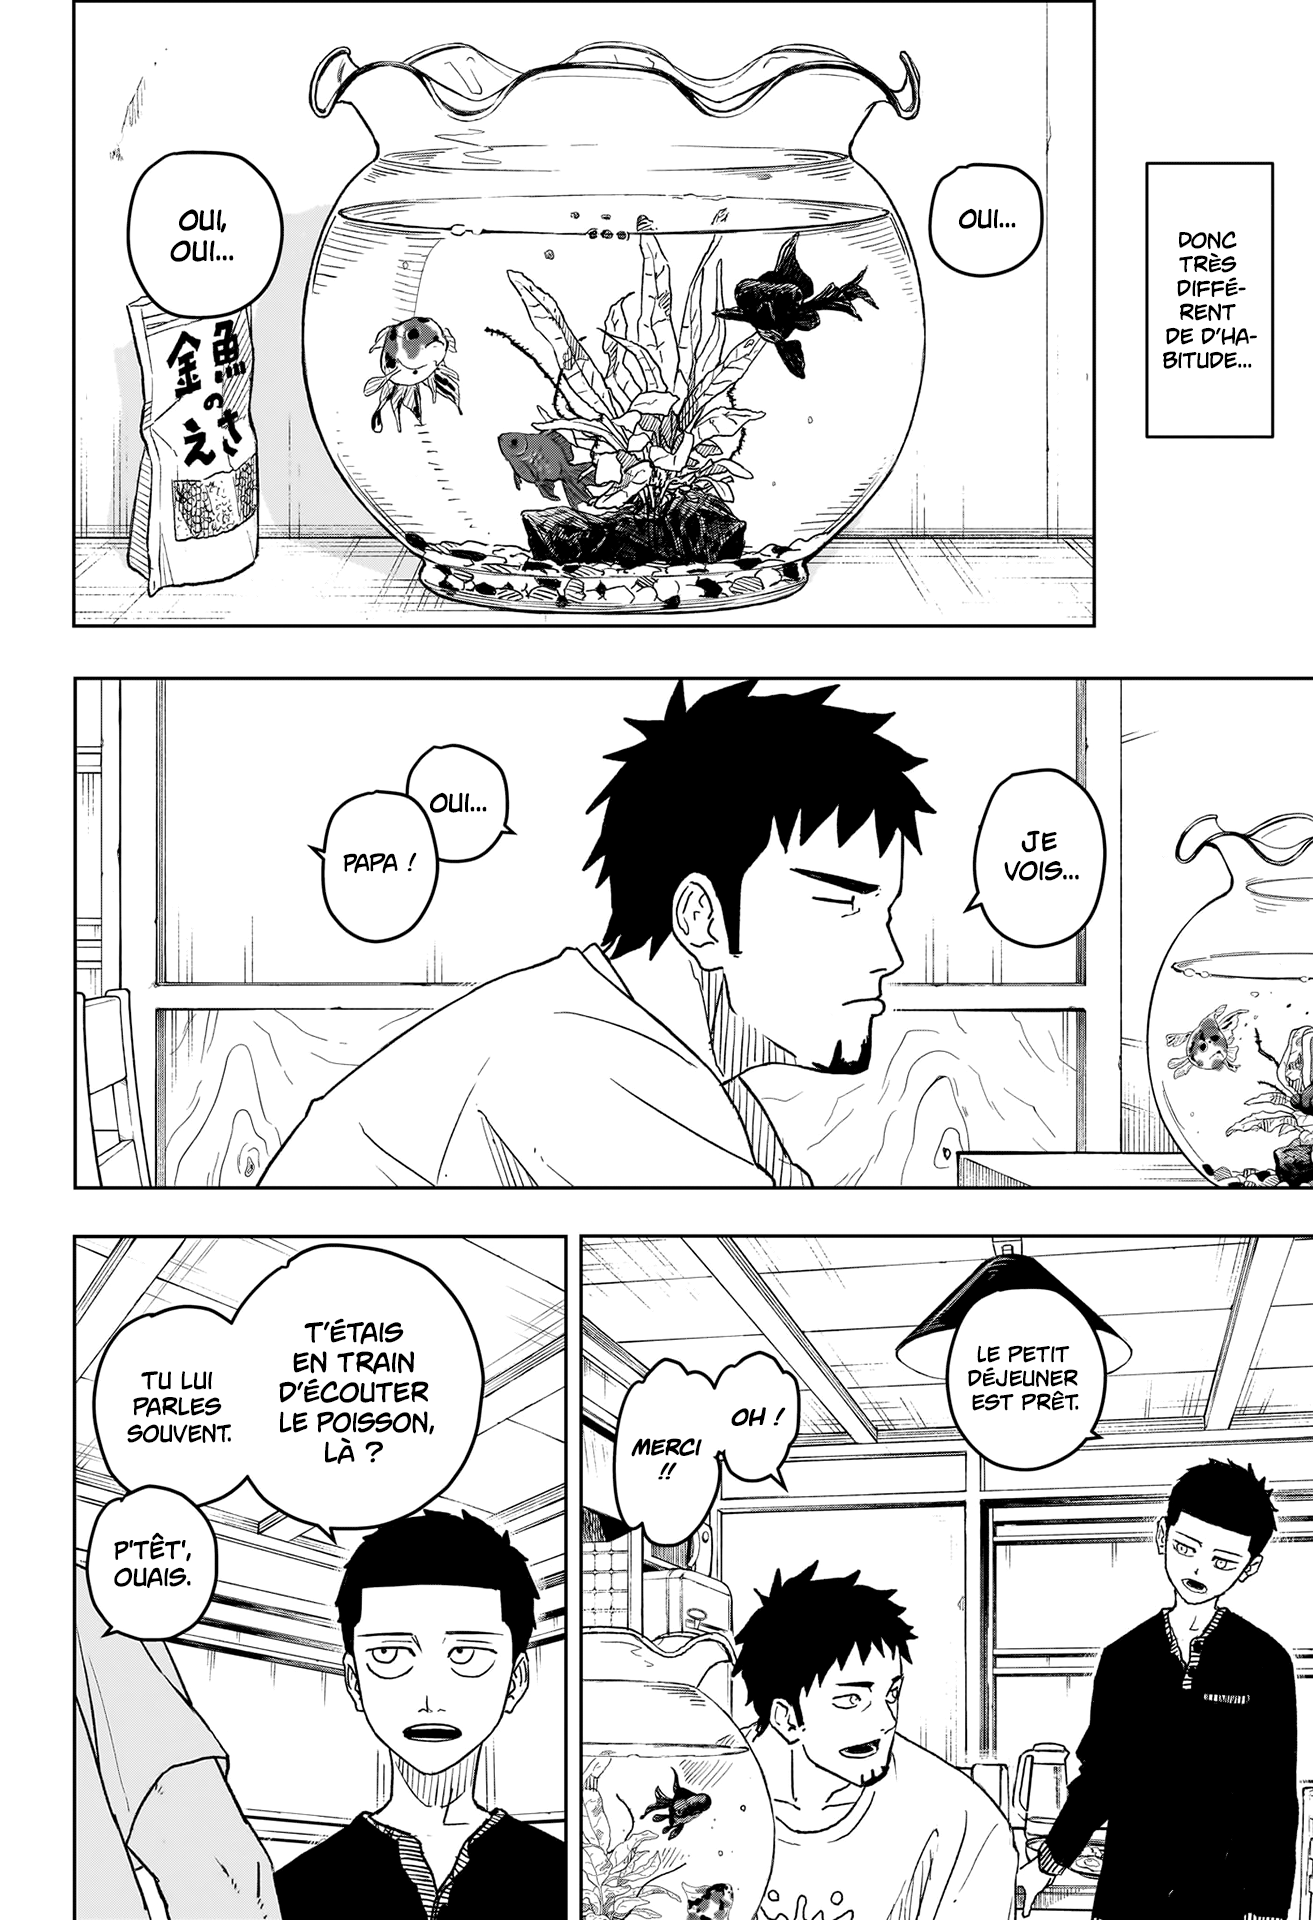 DONC
TRÈS
DIFFÉ-
RENT
DE D'HA-
BITUDE...
OUI...
OUI,
OUI...
金魚
のさ
え
JE
VOIS...
OUI...
PAPA !
LE PETIT
DÉJEUNER
EST PRÊT.
OH !
MERCI
!!
T'ÉTAIS
EN TRAIN
D'ÉCOUTER
LE POISSON,
LÀ ?
TU LUI
PARLES
SOUVENT.
P'TÊT',
OUAIS.